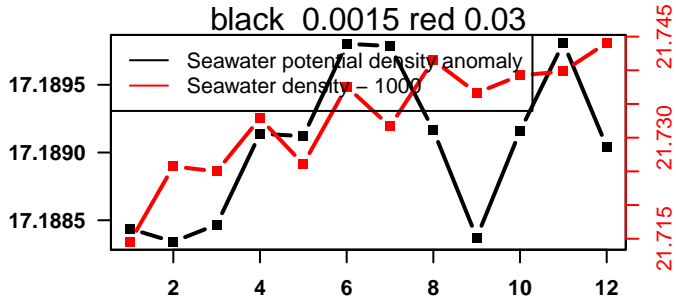 black 0.0015 red 0.03
Seawater potential density anomaly
Seawater density – 1000
17.1895
17.1890
17.1885
21.745
21.730
21.715
2 4 6 8 10 12